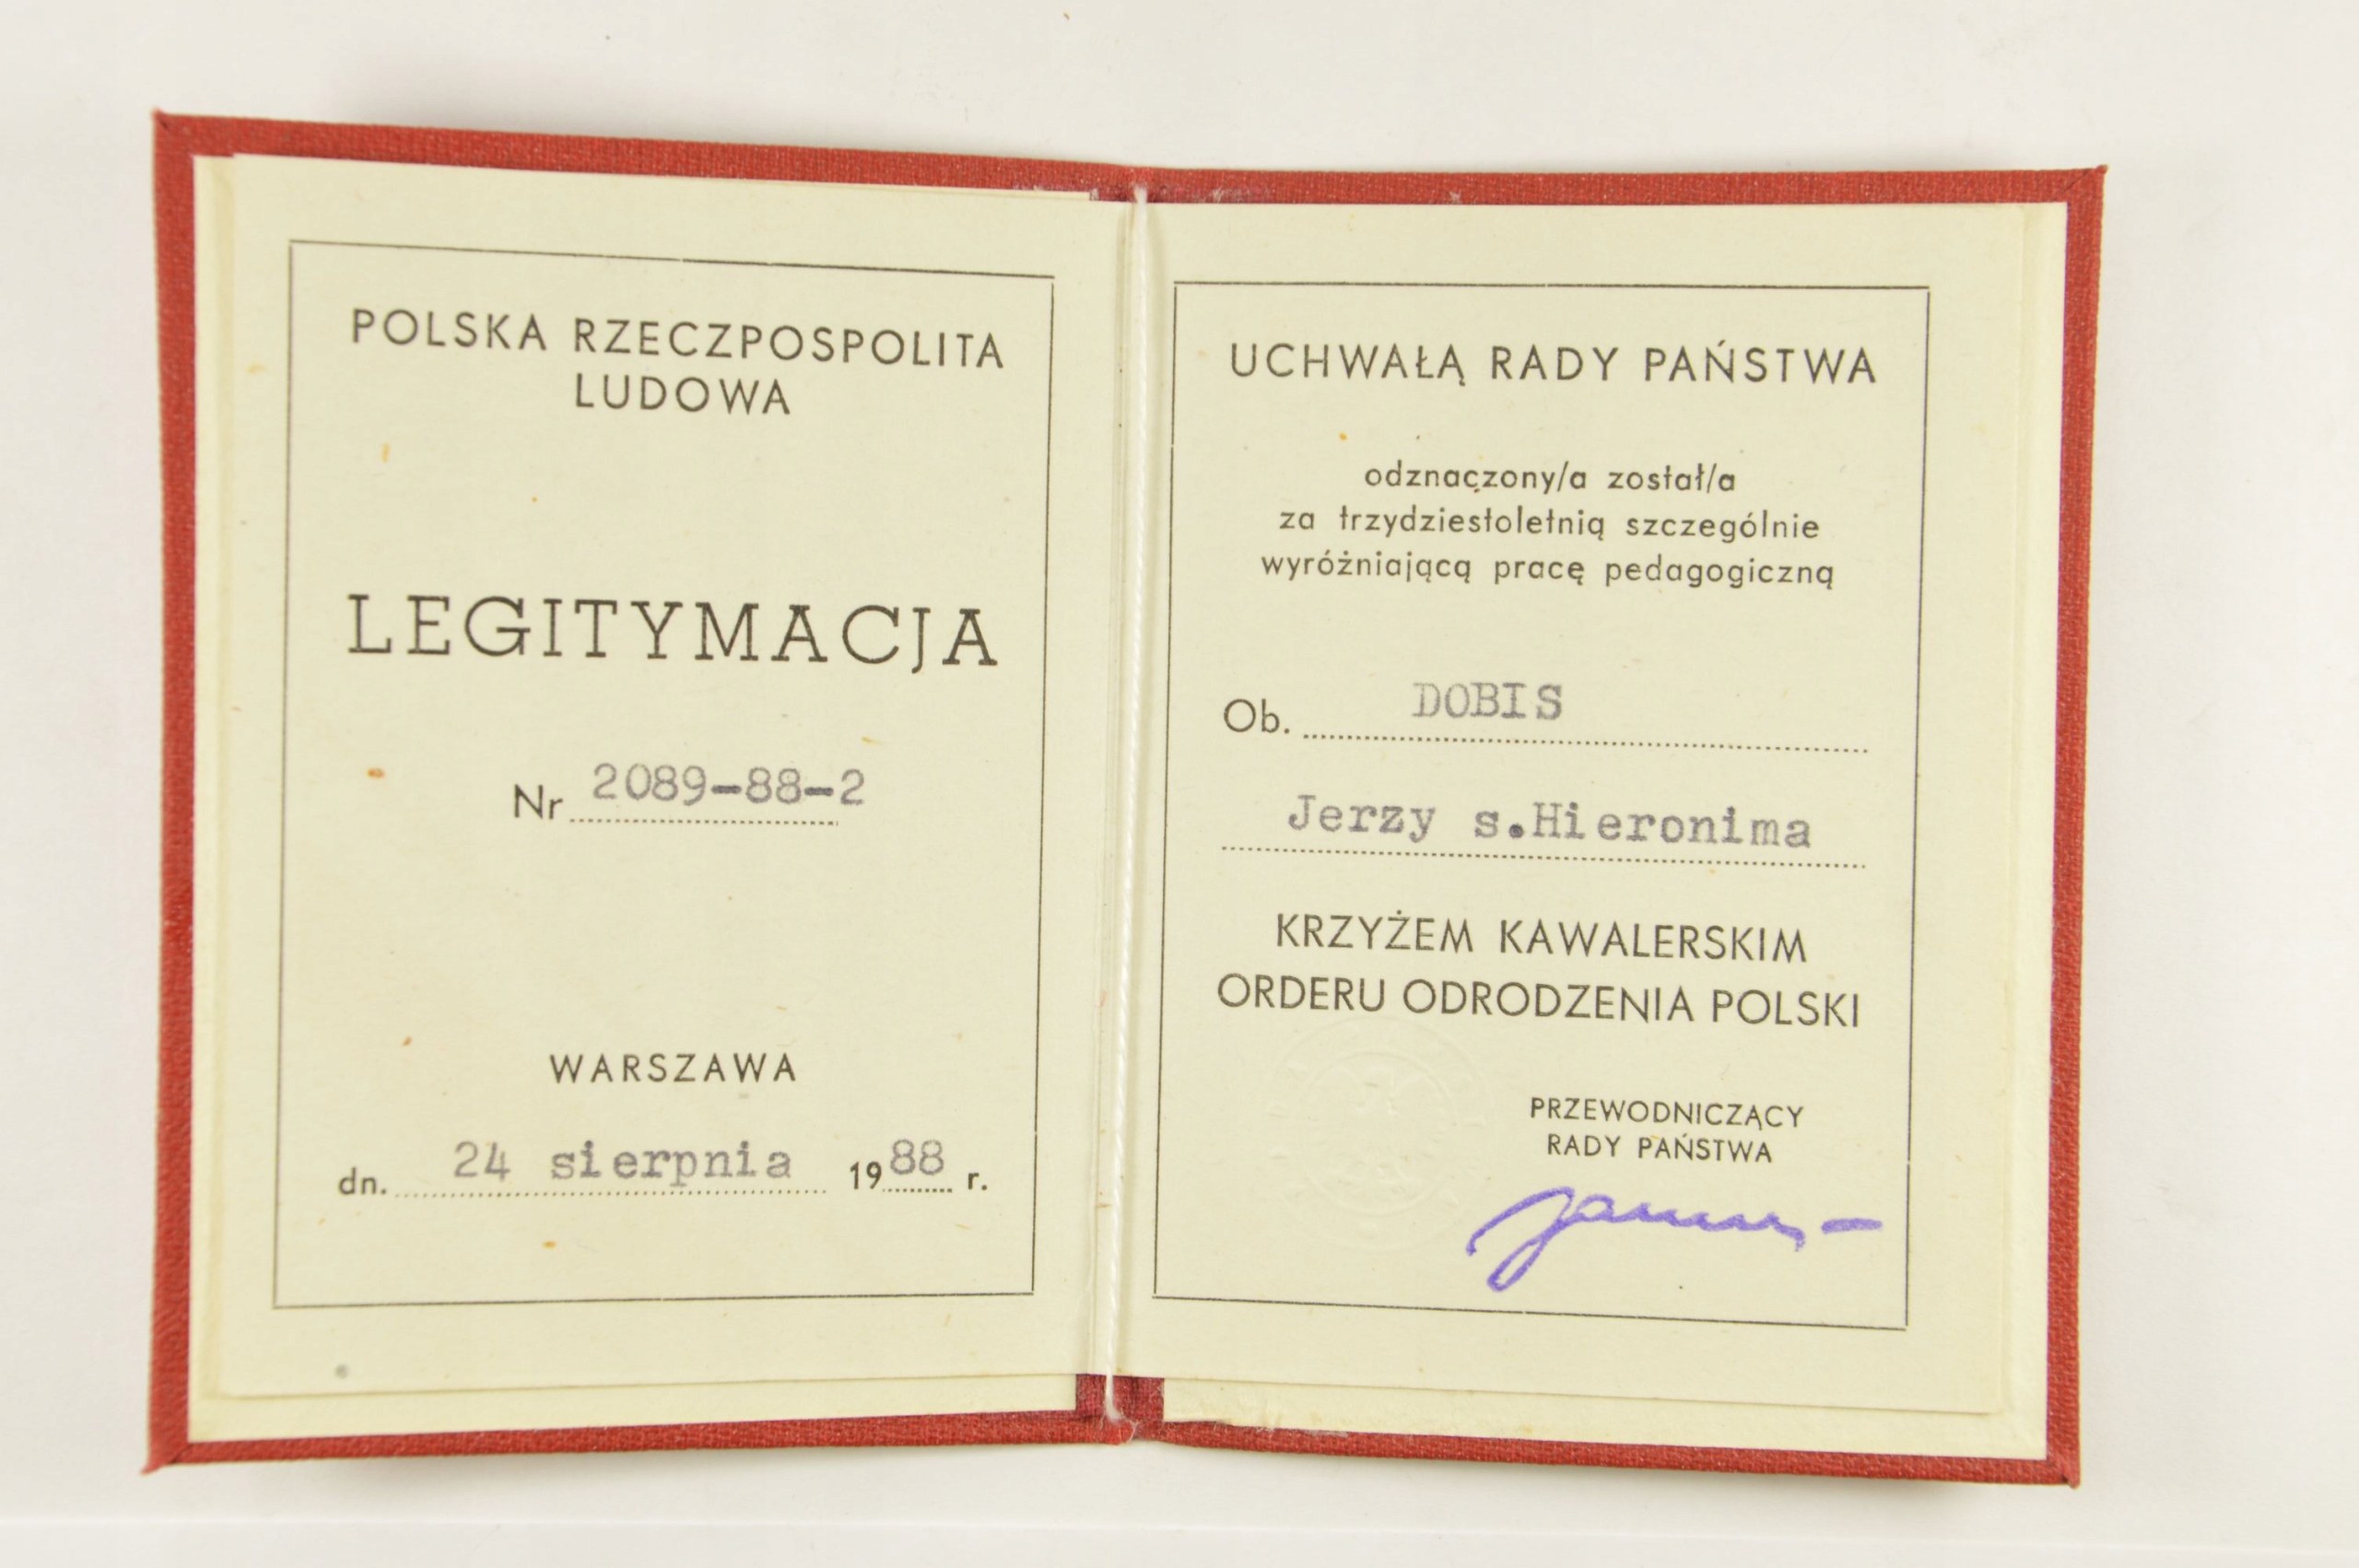 POLSKA RZECZPOSPOLITA
LUDOWA
LEGITYMACJA
Nr 2089-88-2
WARSZAWA
dn. 24 sierpnia 1988 r.
UCHWAŁĄ RADY PAŃSTWA
odznaczony/a został/a
za trzydziestoletnią szczególnie
wyróżniającą pracę pedagogiczną
Ob. DOBIS
Jerzy s.Hieronima
KRZYŻEM KAWALERSKIM
ORDERU ODRODZENIA POLSKI
PRZEWODNICZĄCY
RADY PAŃSTWA